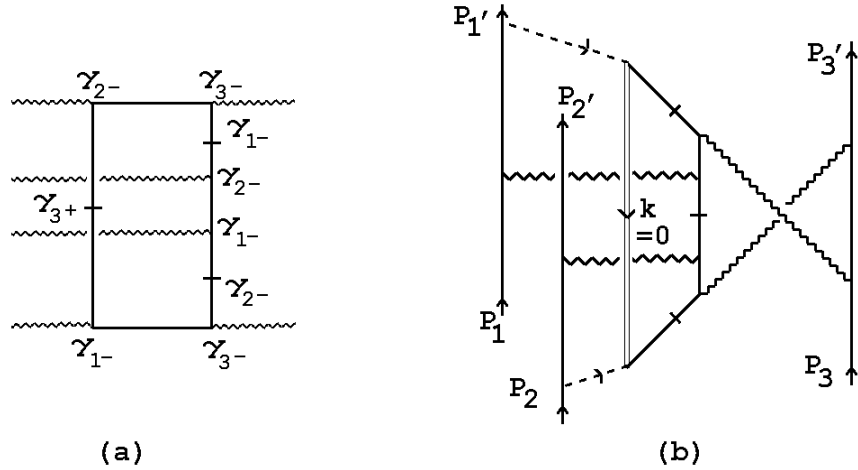 γ2− γ3−
γ1−
γ2−
γ3+
γ1−
γ2−
γ1− γ3−
(a)
P1′
P2′
P3′
k
=0
P1
P2
P3
(b)